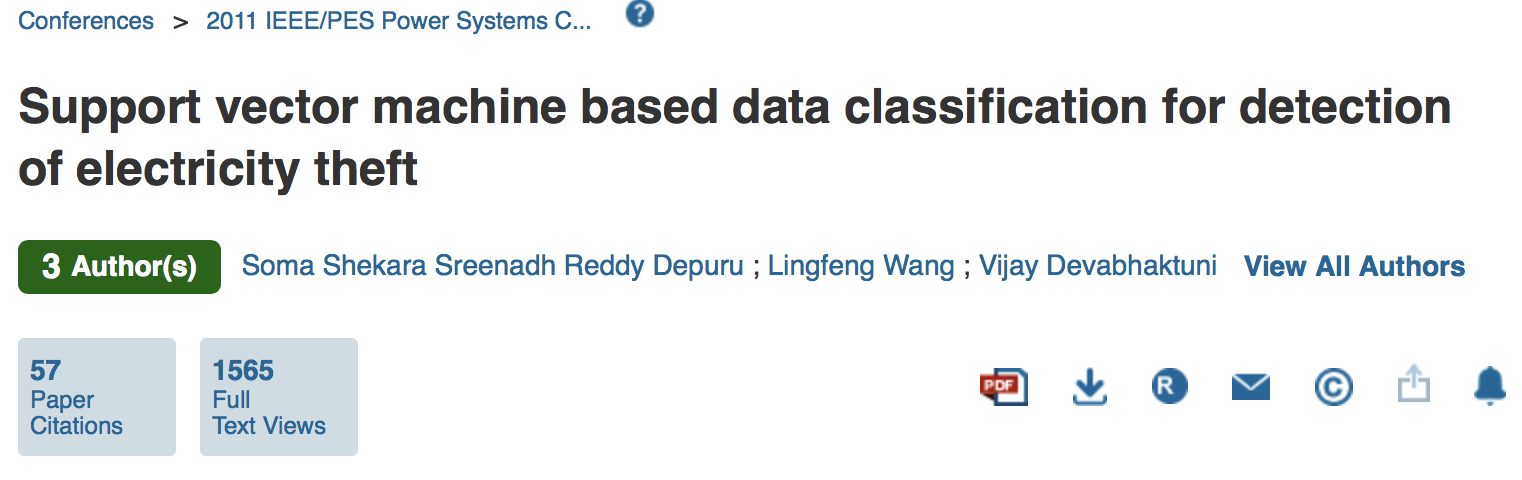 Conferences > 2011 IEEE/PES Power Systems C... ?
Support vector machine based data classification for detection
of electricity theft
3 Author(s) Soma Shekara Sreenadh Reddy Depuru ; Lingfeng Wang ; Vijay Devabhaktuni View All Authors
57
Paper
Citations
1565
Full
Text Views
PDF R ©